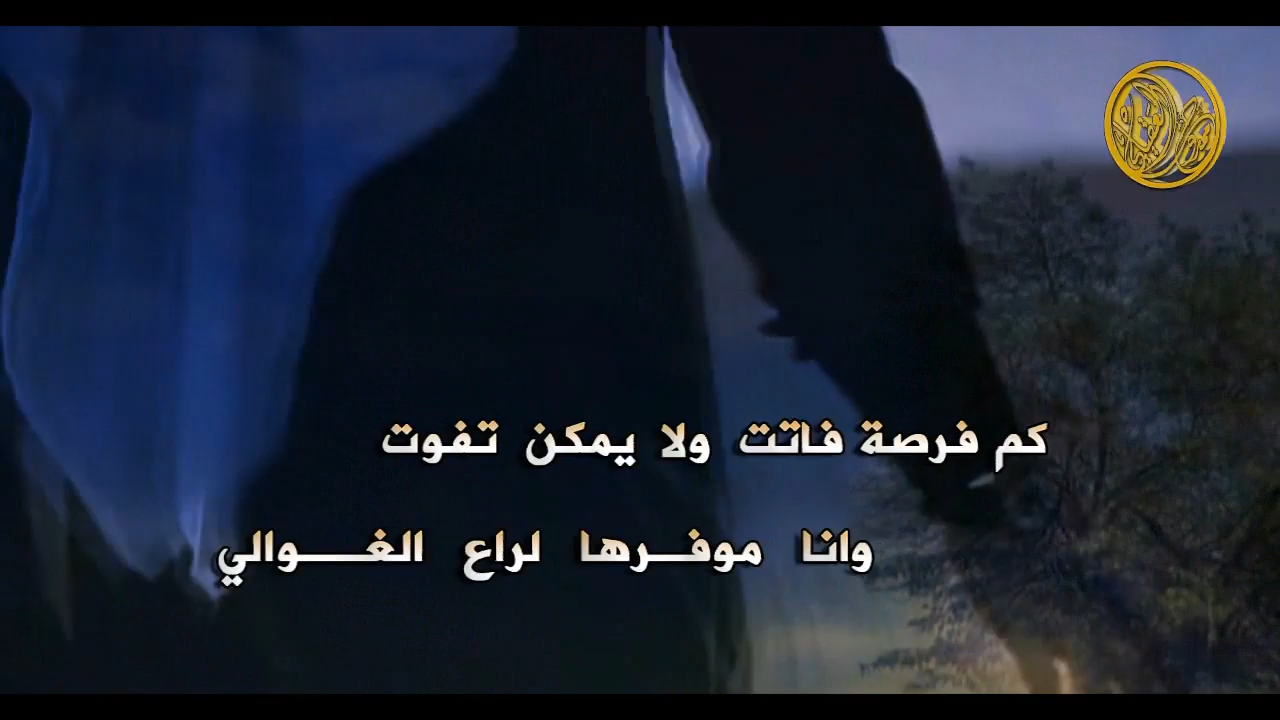 كم فرصة فاتت ولا يمكن تفوت
وانا موفـرها لراع الغـــوالي